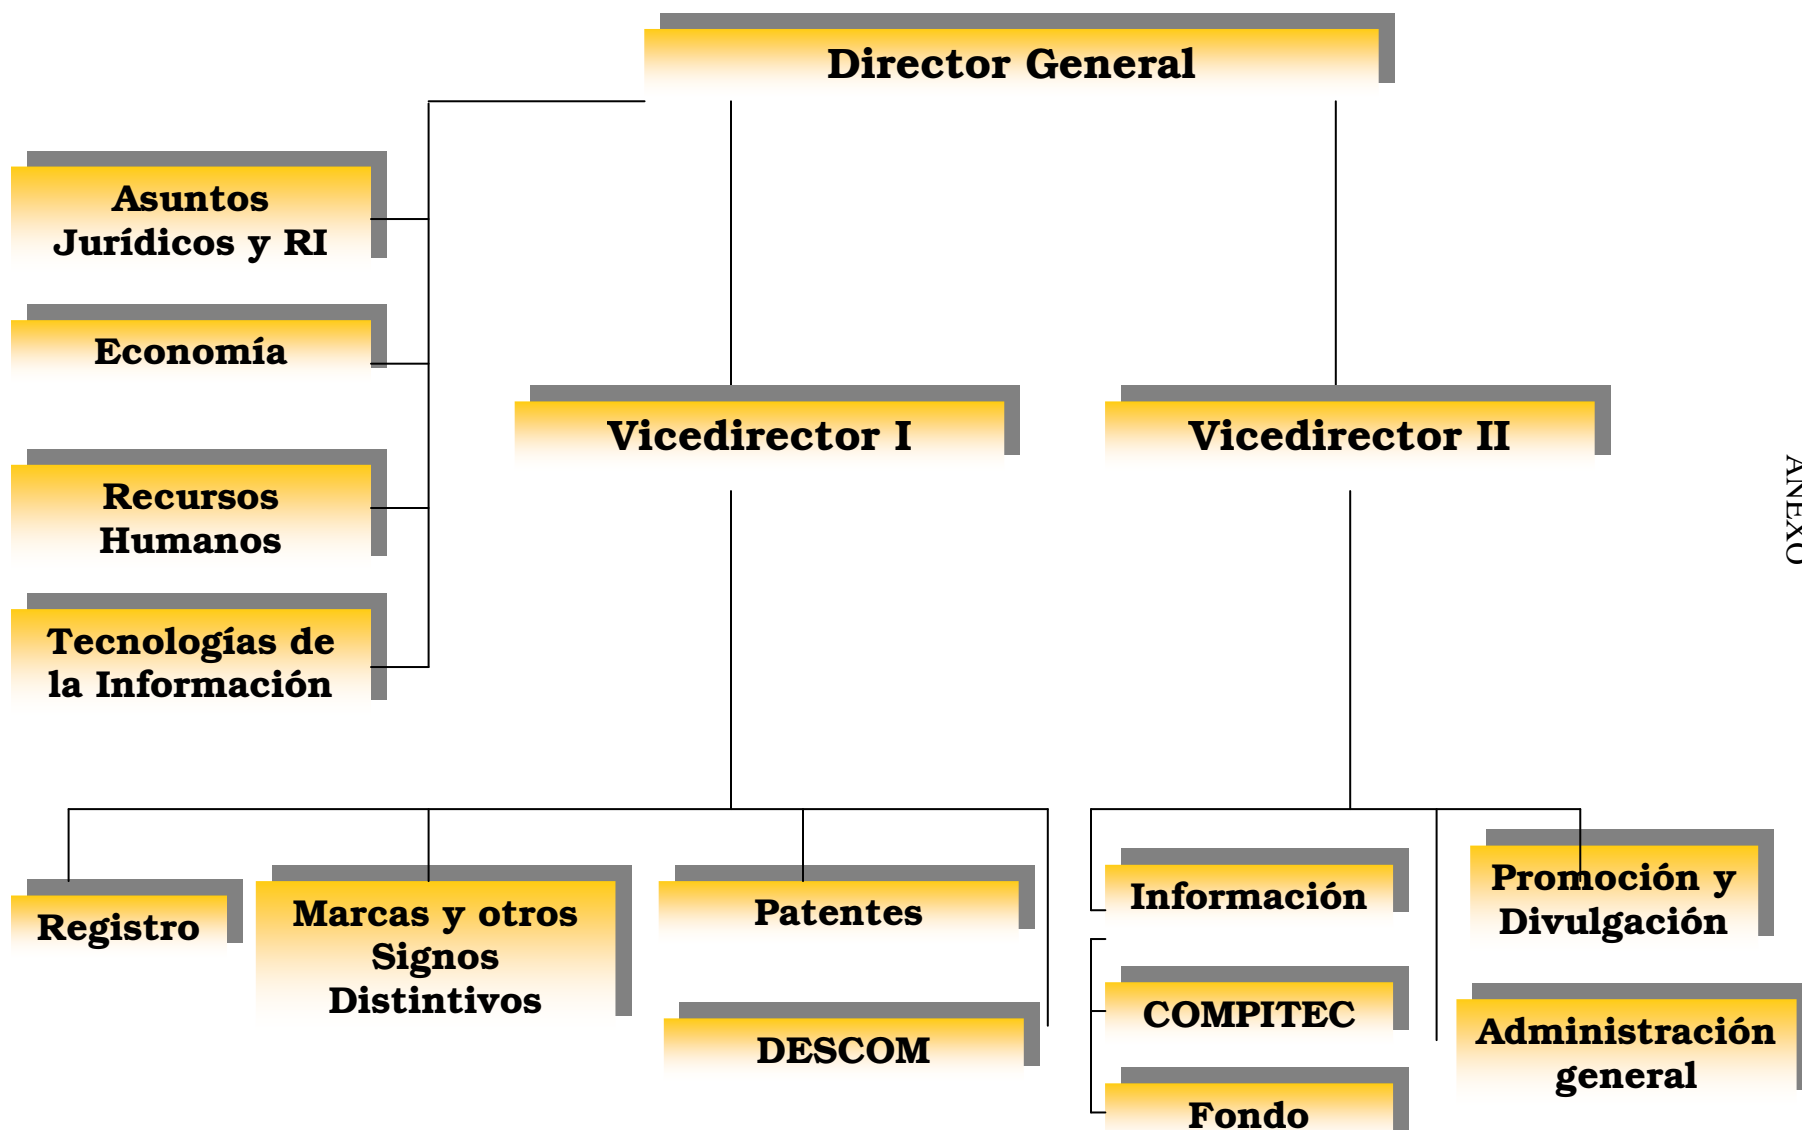 Director General
Asuntos
Jurídicos y RI
Economía
Recursos
Humanos
Tecnologías de
la Información
Vicedirector I
Vicedirector II
Registro
Marcas y otros
Signos
Distintivos
Patentes
DESCOM
Información
COMPITEC
Fondo
Promoción y
Divulgación
Administración
general
ANEXO